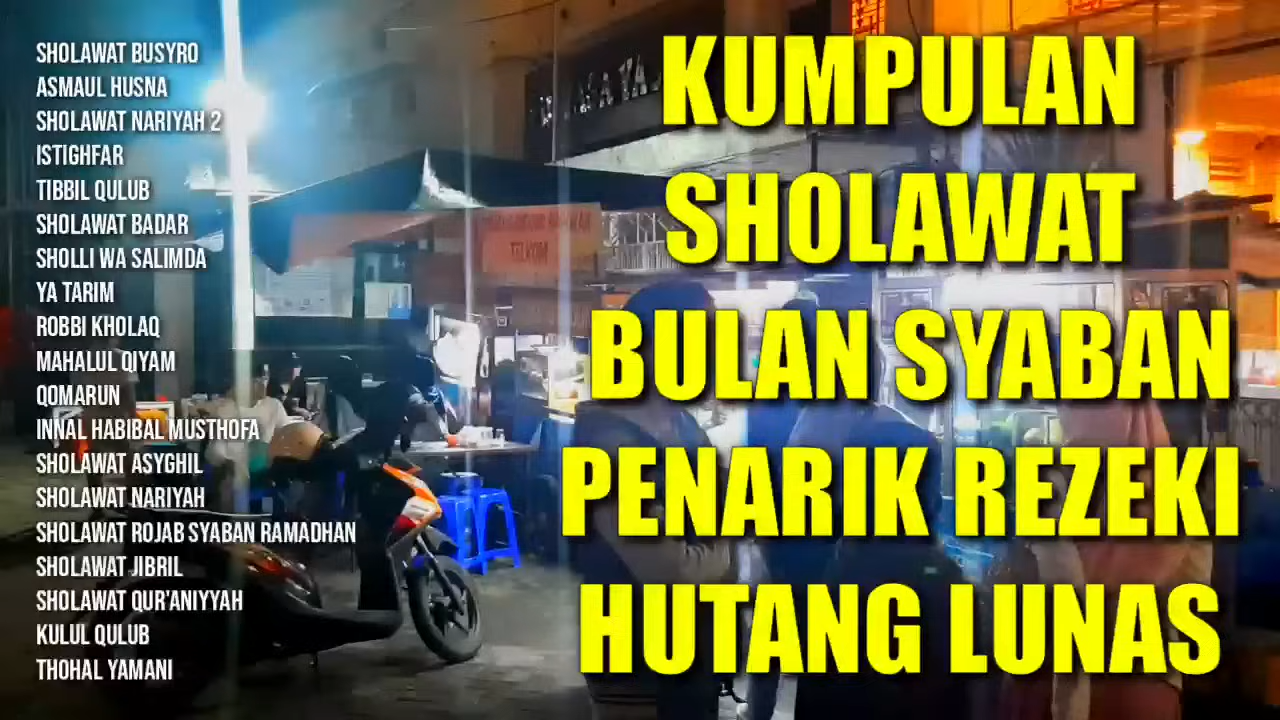 SHOLAWAT BUSYRO
ASMAUL HUSNA
SHOLAWAT NARIYAH 2
ISTIGHFAR
TIBBIL QULUB
SHOLAWAT BADAR
SHOLLI WA SALIMDA
YA TARIM
ROBBI KHOLAQ
MAHALUL QIYAM
QOMARUN
INNAL HABIBAL MUSTHOFA
SHOLAWAT ASYGHIL
SHOLAWAT NARIYAH
SHOLAWAT ROJAB SYABAN RAMADHAN
SHOLAWAT JIBRIL
SHOLAWAT QUR'ANIYYAH
KULUL QULUB
THOHAL YAMANI
KUMPULAN
SHOLAWAT
BULAN SYABAN
PENARIK REZEKI
HUTANG LUNAS
TELKOM